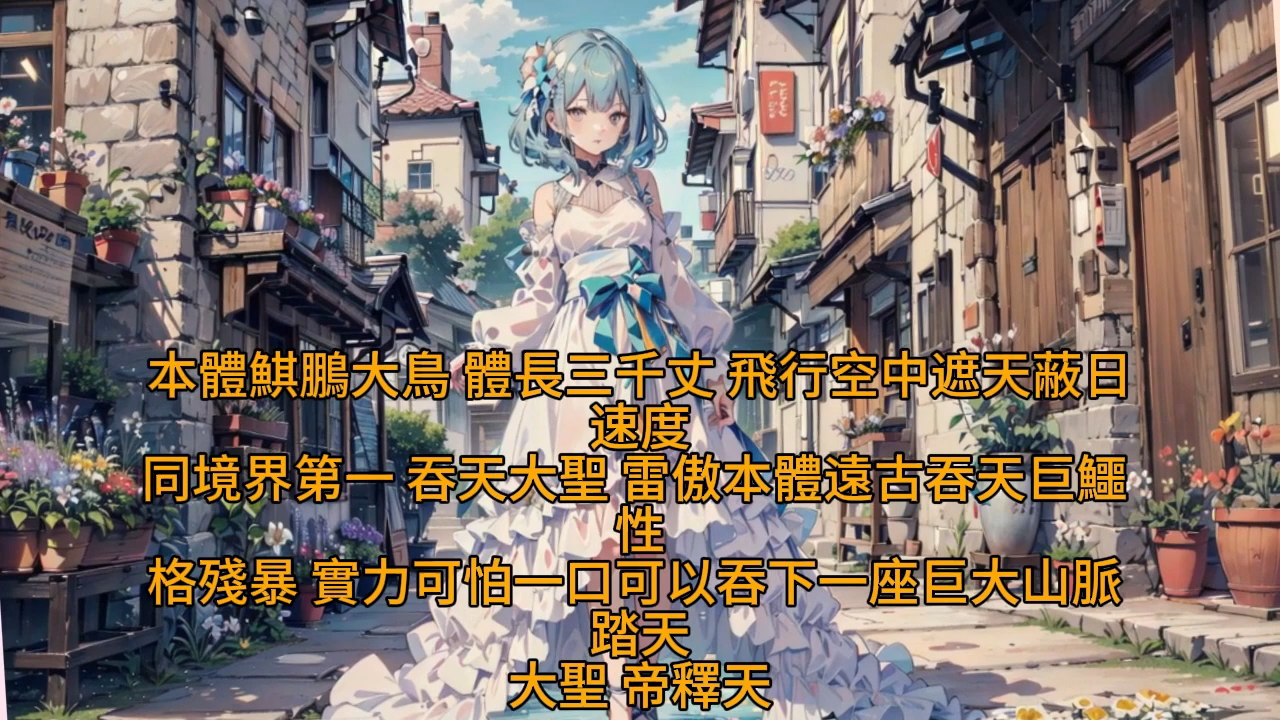 本體鯕鵬大鳥 體長三千丈 飛行空中遮天蔽日
速度
同境界第一 吞天大聖 雷傲本體遠古吞天巨鱷
性
格殘暴 實力可怕一口可以吞下一座巨大山脈
踏天
大聖 帝釋天